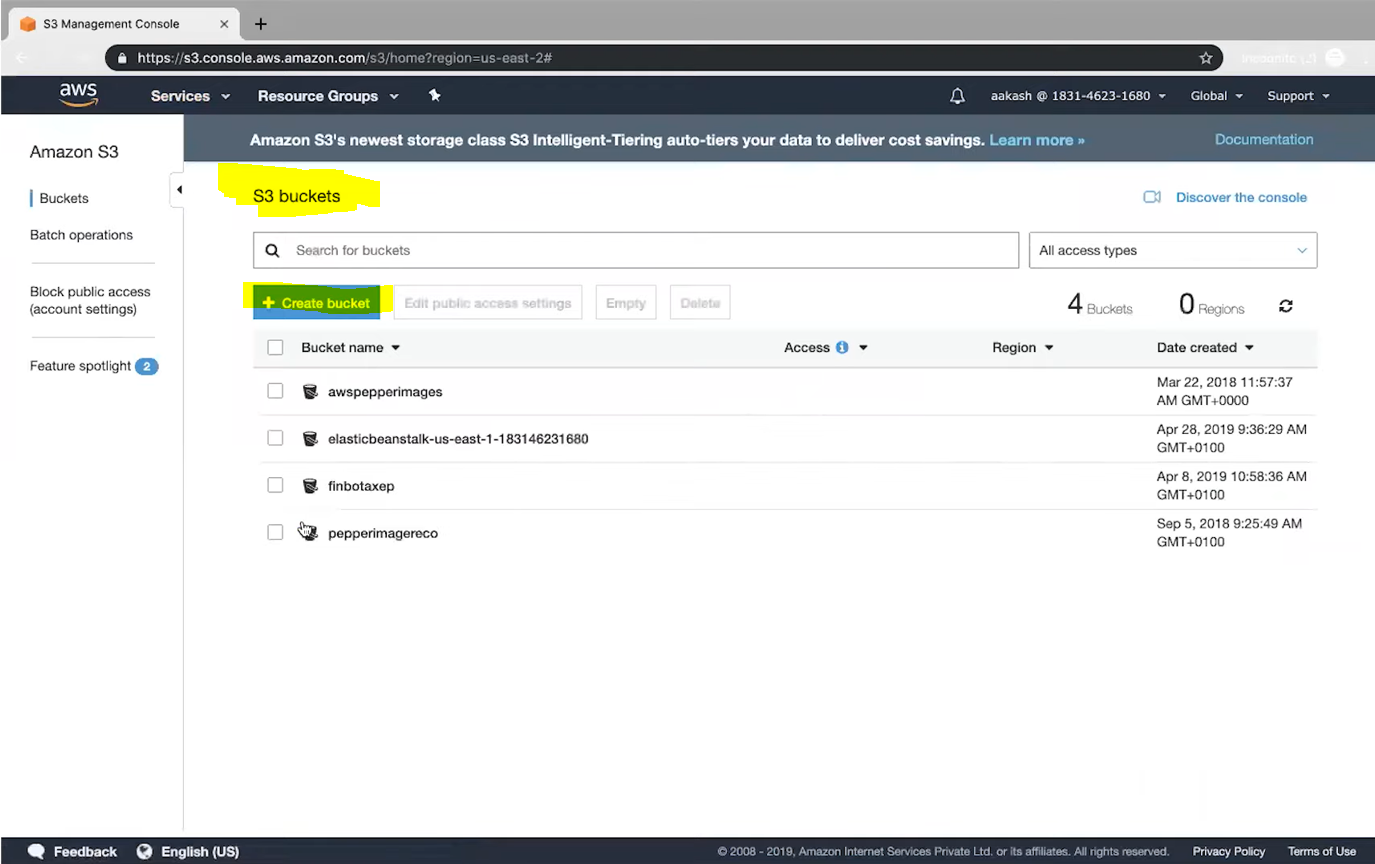 S3 Management Console
https://s3.console.aws.amazon.com/s3/home?region=us-east-2#
aws Services Resource Groups aakash @ 1831-4623-1680 Global Support
Amazon S3
Buckets
Batch operations
Block public access
(account settings)
Feature spotlight 2
Amazon S3's newest storage class S3 Intelligent-Tiering auto-tiers your data to deliver cost savings. Learn more » Documentation
S3 buckets Discover the console
Search for buckets All access types
+ Create bucket Edit public access settings Empty Delete 4 Buckets 0 Regions
Bucket name Access Region Date created
awspepperimages Mar 22, 2018 11:57:37
AM GMT+0000
elasticbeanstalk-us-east-1-183146231680 Apr 28, 2019 9:36:29 AM
GMT+0100
finbotaxep Apr 8, 2019 10:58:36 AM
GMT+0100
pepperimagereco Sep 5, 2018 9:25:49 AM
GMT+0100
Feedback English (US) © 2008 - 2019, Amazon Internet Services Private Ltd. or its affiliates. All rights reserved. Privacy Policy Terms of Use